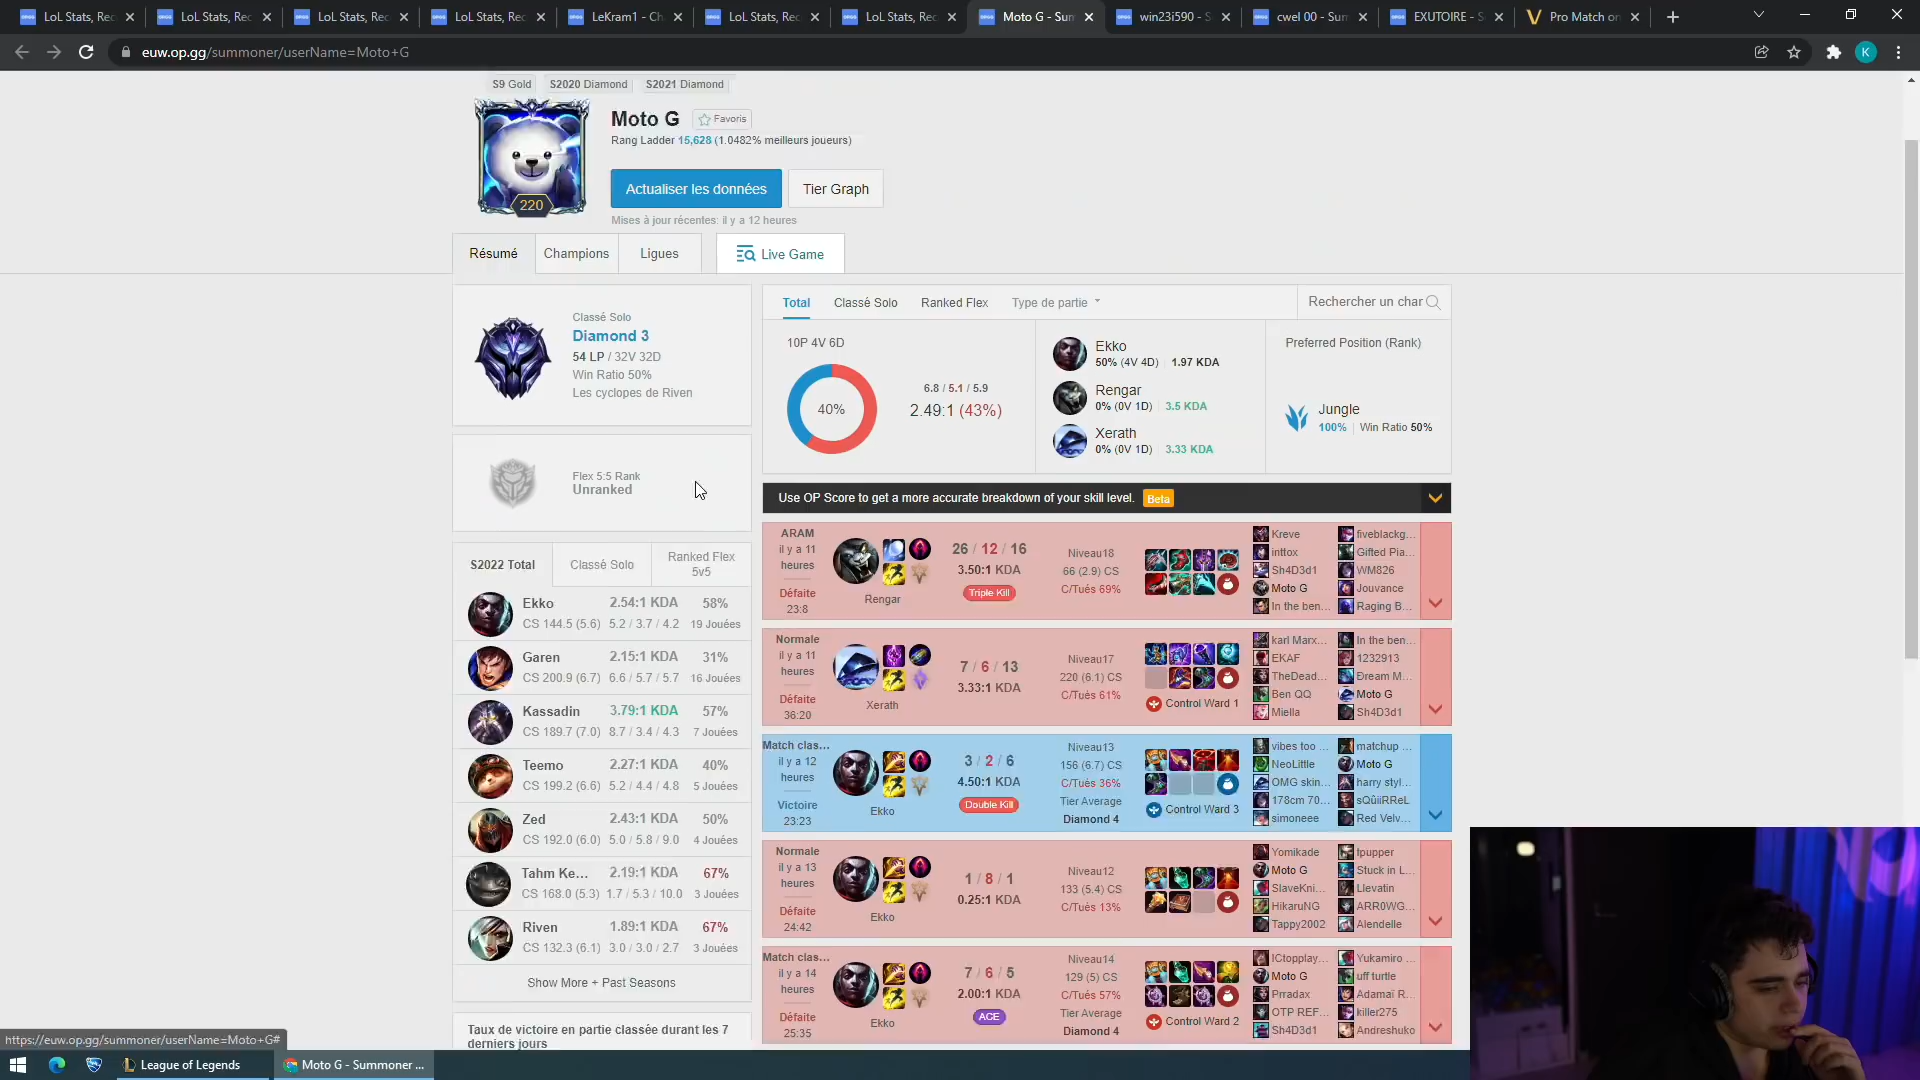 LoL Stats, Rec
LoL Stats, Rec
LoL Stats, Rec
LoL Stats, Rec
LeKram1 - Ch
LoL Stats, Rec
LoL Stats, Rec
Moto G - Sum
win23i590 - S
cwel 00 - Sum
EXUTOIRE - S
Pro Match on
euw.op.gg/summoner/userName=Moto+G
K
S9 Gold
S2020 Diamond
S2021 Diamond
220
Moto G
Favoris
Rang Ladder 15,628 (1.0482% meilleurs joueurs)
Actualiser les données
Tier Graph
Mises à jour récentes: il y a 12 heures
Résumé
Champions
Ligues
Live Game
Classé Solo
Diamond 3
54 LP / 32V 32D
Win Ratio 50%
Les cyclopes de Riven
Flex 5:5 Rank
Unranked
S2022 Total
Classé Solo
Ranked Flex
5v5
Ekko 2.54:1 KDA 58%
CS 144.5 (5.6) 5.2 / 3.7 / 4.2 19 Jouées
Garen 2.15:1 KDA 31%
CS 200.9 (6.7) 6.6 / 5.7 / 5.7 16 Jouées
Kassadin 3.79:1 KDA 57%
CS 189.7 (7.0) 8.7 / 3.4 / 4.3 7 Jouées
Teemo 2.27:1 KDA 40%
CS 199.2 (6.6) 5.2 / 4.4 / 4.8 5 Jouées
Zed 2.43:1 KDA 50%
CS 192.0 (6.0) 5.0 / 5.8 / 9.0 4 Jouées
Tahm Ke... 2.19:1 KDA 67%
CS 168.0 (5.3) 1.7 / 5.3 / 10.0 3 Jouées
Riven 1.89:1 KDA 67%
CS 132.3 (6.1) 3.0 / 3.0 / 2.7 3 Jouées
Show More + Past Seasons
Taux de victoire en partie classée durant les 7
derniers jours
Total
Classé Solo
Ranked Flex
Type de partie
Rechercher un char
10P 4V 6D
40%
6.8 / 5.1 / 5.9
2.49:1 (43%)
Ekko
50% (4V 4D) 1.97 KDA
Rengar
0% (0V 1D) 3.5 KDA
Xerath
0% (0V 1D) 3.33 KDA
Preferred Position (Rank)
Jungle
100% Win Ratio 50%
Use OP Score to get a more accurate breakdown of your skill level. Beta
ARAM
il y a 11
heures
Défaite
23:8
Rengar
26 / 12 / 16
3.50:1 KDA
Triple Kill
Niveau18
66 (2.9) CS
C/Tués 69%
Kreve
inttox
Sh4D3d1
Moto G
In the ben...
fiveblackg...
Gifted Pia...
WM826
Jouvance
Raging B...
Normale
il y a 11
heures
Défaite
36:20
Xerath
7 / 6 / 13
3.33:1 KDA
Niveau17
220 (6.1) CS
C/Tués 61%
Control Ward 1
karl Marx...
EKAF
TheDead...
Ben QQ
Miella
In the ben...
1232913
Đream M...
Moto G
Sh4D3d1
Match clas...
il y a 12
heures
Victoire
23:23
Ekko
3 / 2 / 6
4.50:1 KDA
Double Kill
Niveau13
156 (6.7) CS
C/Tués 36%
Tier Average
Diamond 4
Control Ward 3
vibes too ...
NeoLittle
OMG skin...
178cm 70...
simoneee
matchup ...
Moto G
harry styl...
sQûiiRReL
Red Velv...
Normale
il y a 13
heures
Défaite
24:42
Ekko
1 / 8 / 1
0.25:1 KDA
Niveau12
133 (5.4) CS
C/Tués 13%
Yomikade
Moto G
SlaveKni...
HikaruNG
Tappy2002
Stuck in L...
Llevatin
ARR0WG...
Alendelle
Match clas...
il y a 14
heures
Défaite
25:35
Ekko
7 / 6 / 5
2.00:1 KDA
ACE
Niveau14
129 (5) CS
C/Tués 57%
Tier Average
Diamond 4
Control Ward 2
ICtopplay...
Moto G
Prradax
OTP REF...
Sh4D3d1
Yukamiro ...
uff turtle
Adamaï R...
killer275
Andreshuko
https://euw.op.gg/summoner/userName=Moto+G#
League of Legends
Moto G - Summoner ...